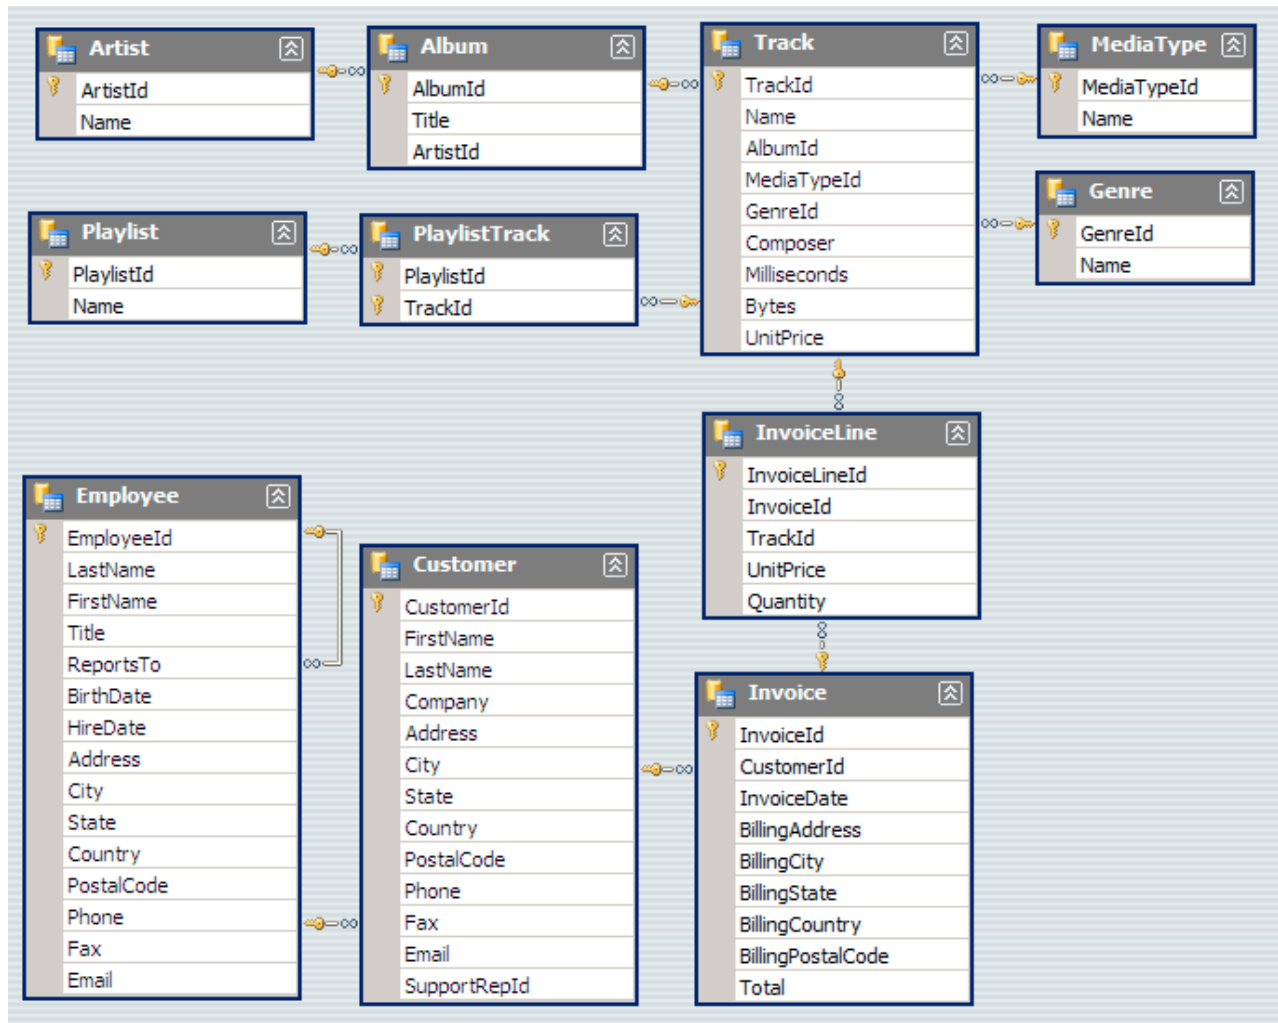 Artist
ArtistId
Name
Album
AlbumId
Title
ArtistId
Track
TrackId
Name
AlbumId
MediaTypeId
GenreId
Composer
Milliseconds
Bytes
UnitPrice
MediaType
MediaTypeId
Name
Genre
GenreId
Name
Playlist
PlaylistId
Name
PlaylistTrack
PlaylistId
TrackId
InvoiceLine
InvoiceLineId
InvoiceId
TrackId
UnitPrice
Quantity
Employee
EmployeeId
LastName
FirstName
Title
ReportsTo
BirthDate
HireDate
Address
City
State
Country
PostalCode
Phone
Fax
Email
Customer
CustomerId
FirstName
LastName
Company
Address
City
State
Country
PostalCode
Phone
Fax
Email
SupportRepId
Invoice
InvoiceId
CustomerId
InvoiceDate
BillingAddress
BillingCity
BillingState
BillingCountry
BillingPostalCode
Total